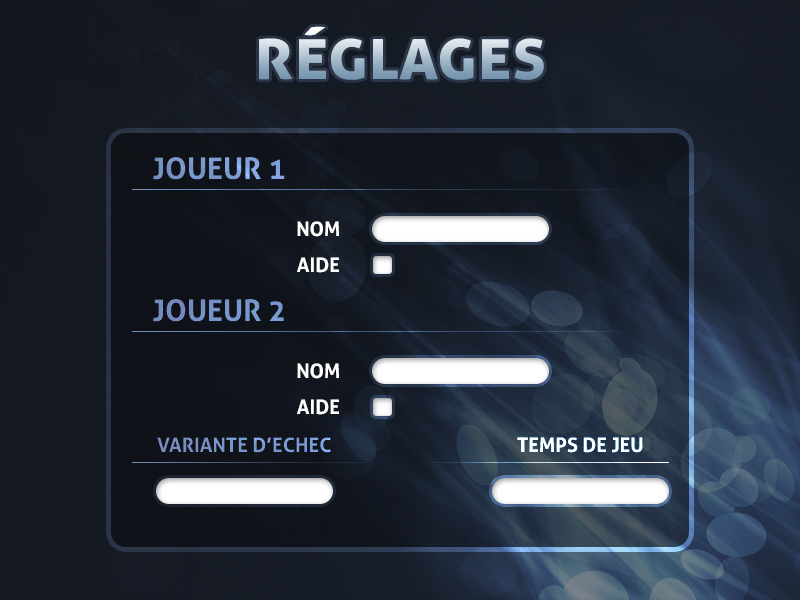 RÉGLAGES
JOUEUR 1
NOM
AIDE
JOUEUR 2
NOM
AIDE
VARIANTE D'ECHEC
TEMPS DE JEU